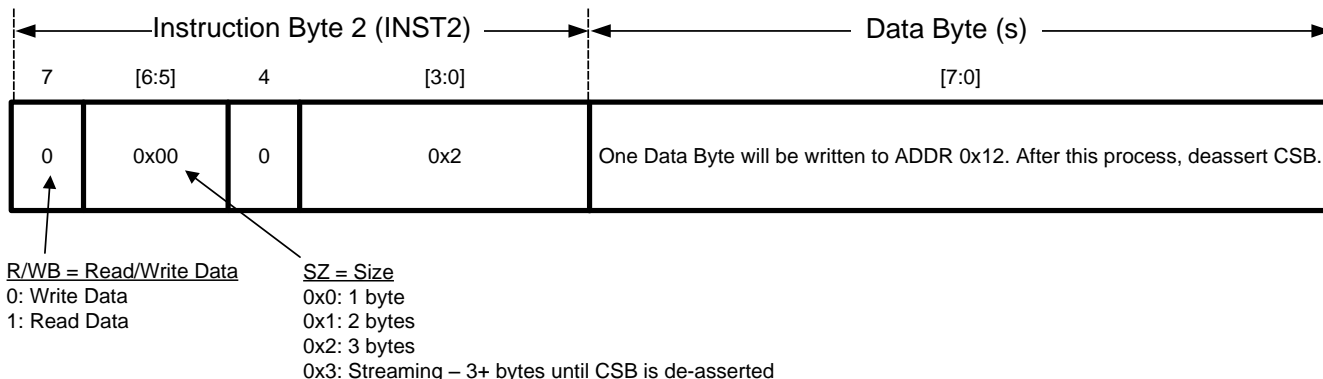 Instruction Byte 2 (INST2) Data Byte (s)
7 [6:5] 4 [3:0] [7:0]
0 0x00 0 0x2 One Data Byte will be written to ADDR 0x12. After this process, deassert CSB.
R/WB = Read/Write Data
0: Write Data
1: Read Data
SZ = Size
0x0: 1 byte
0x1: 2 bytes
0x2: 3 bytes
0x3: Streaming – 3+ bytes until CSB is de-asserted